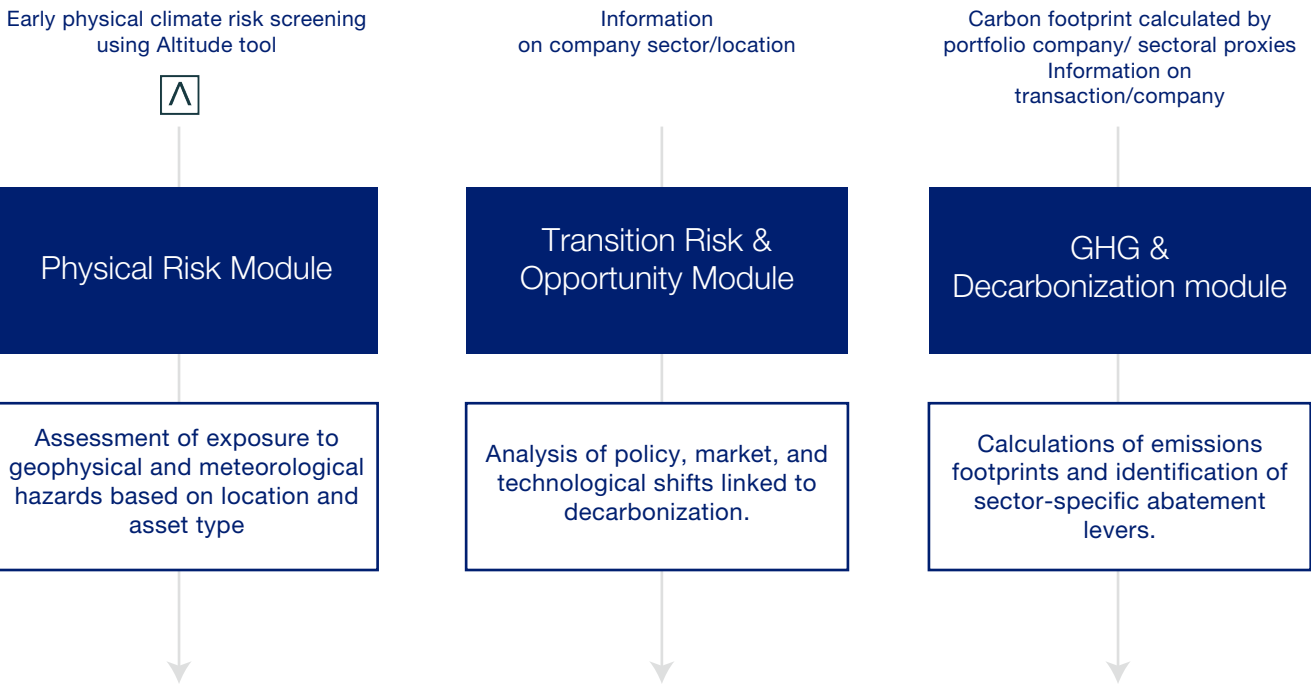 Early physical climate risk screening
using Altitude tool
Information
on company sector/location
Carbon footprint calculated by
portfolio company/ sectoral proxies
Information on
transaction/company
Physical Risk Module
Transition Risk &
Opportunity Module
GHG &
Decarbonization module
Assessment of exposure to
geophysical and meteorological
hazards based on location and
asset type
Analysis of policy, market, and
technological shifts linked to
decarbonization.
Calculations of emissions
footprints and identification of
sector-specific abatement
levers.